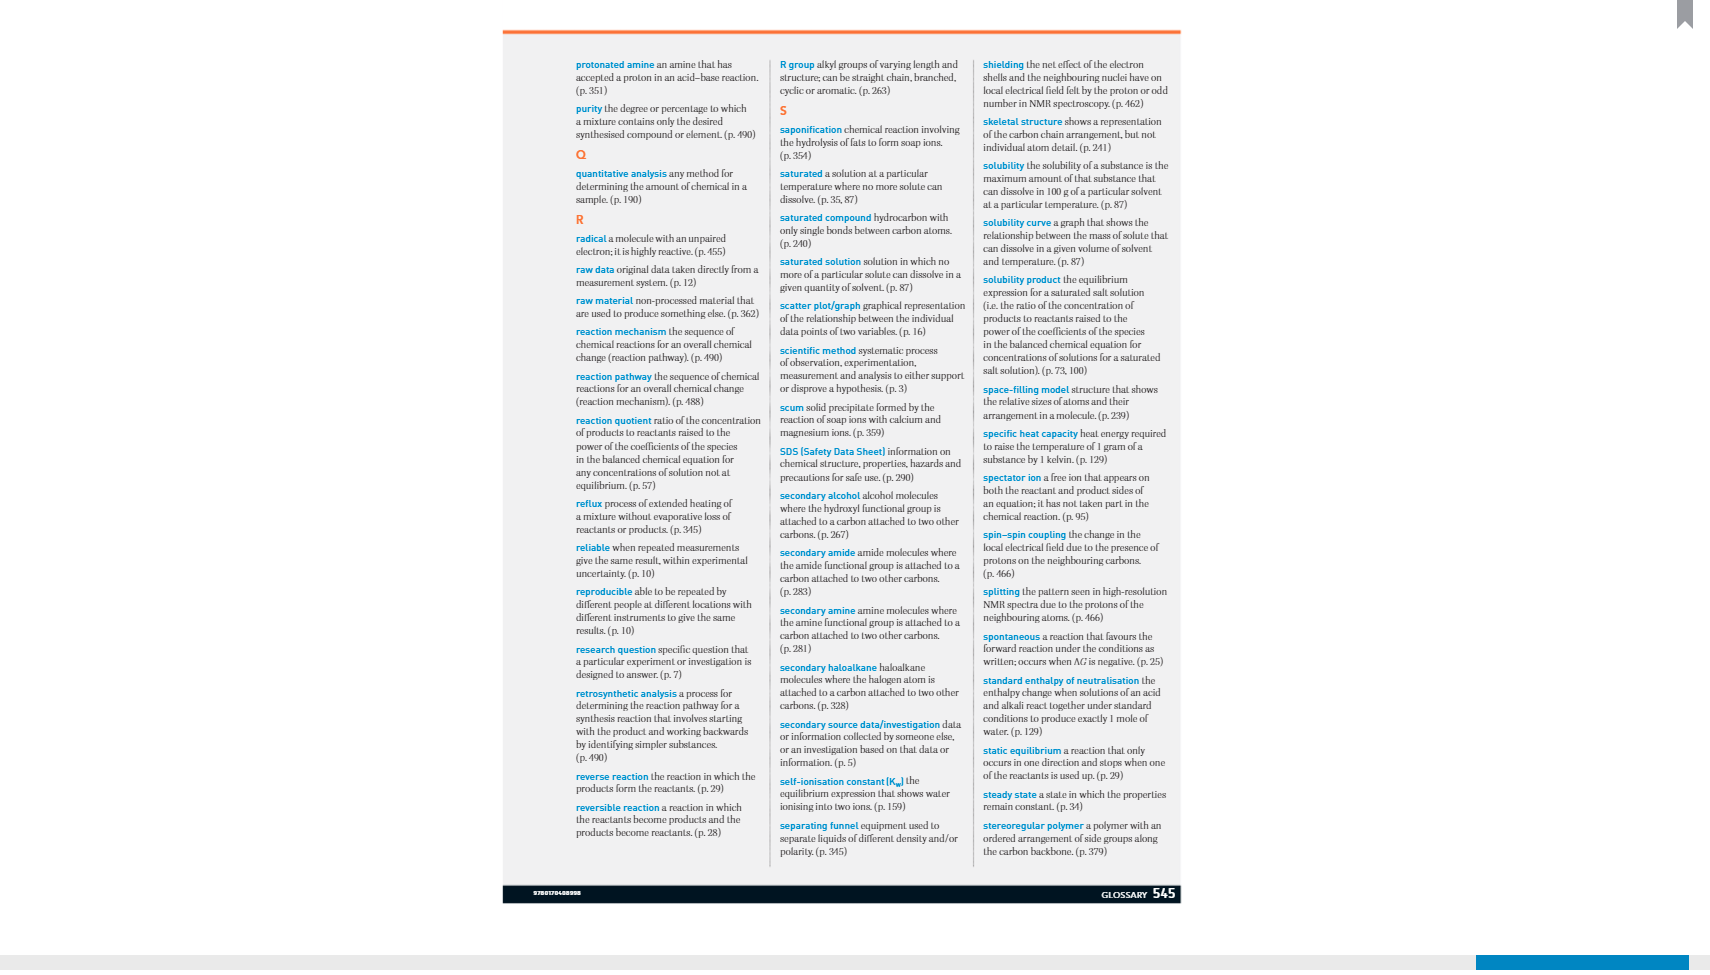 protonated amine an amine that has
accepted a proton in an acid–base reaction.
(p. 351)
purity the degree or percentage to which
a mixture contains only the desired
synthesised compound or element. (p. 490)
Q
quantitative analysis any method for
determining the amount of chemical in a
sample. (p. 190)
R
radical a molecule with an unpaired
electron; it is highly reactive. (p. 455)
raw data original data taken directly from a
measurement system. (p. 12)
raw material non-processed material that
are used to produce something else. (p. 362)
reaction mechanism the sequence of
chemical reactions for an overall chemical
change (reaction pathway). (p. 490)
reaction pathway the sequence of chemical
reactions for an overall chemical change
(reaction mechanism). (p. 488)
reaction quotient ratio of the concentration
of products to reactants raised to the
power of the coefficients of the species
in the balanced chemical equation for
any concentrations of solution not at
equilibrium. (p. 57)
reflux process of extended heating of
a mixture without evaporative loss of
reactants or products. (p. 345)
reliable when repeated measurements
give the same result, within experimental
uncertainty. (p. 10)
reproducible able to be repeated by
different people at different locations with
different instruments to give the same
results. (p. 10)
research question specific question that
a particular experiment or investigation is
designed to answer. (p. 7)
retrosynthetic analysis a process for
determining the reaction pathway for a
synthesis reaction that involves starting
with the product and working backwards
by identifying simpler substances.
(p. 490)
reverse reaction the reaction in which the
products form the reactants. (p. 29)
reversible reaction a reaction in which
the reactants become products and the
products become reactants. (p. 28)
R group alkyl groups of varying length and
structure; can be straight chain, branched,
cyclic or aromatic. (p. 263)
S
saponification chemical reaction involving
the hydrolysis of fats to form soap ions.
(p. 354)
saturated a solution at a particular
temperature where no more solute can
dissolve. (p. 35, 87)
saturated compound hydrocarbon with
only single bonds between carbon atoms.
(p. 240)
saturated solution solution in which no
more of a particular solute can dissolve in a
given quantity of solvent. (p. 87)
scatter plot/graph graphical representation
of the relationship between the individual
data points of two variables. (p. 16)
scientific method systematic process
of observation, experimentation,
measurement and analysis to either support
or disprove a hypothesis. (p. 3)
scum solid precipitate formed by the
reaction of soap ions with calcium and
magnesium ions. (p. 359)
SDS (Safety Data Sheet) information on
chemical structure, properties, hazards and
precautions for safe use. (p. 290)
secondary alcohol alcohol molecules
where the hydroxyl functional group is
attached to a carbon attached to two other
carbons. (p. 267)
secondary amide amide molecules where
the amide functional group is attached to a
carbon attached to two other carbons.
(p. 283)
secondary amine amine molecules where
the amine functional group is attached to a
carbon attached to two other carbons.
(p. 281)
secondary haloalkane haloalkane
molecules where the halogen atom is
attached to a carbon attached to two other
carbons. (p. 328)
secondary source data/investigation data
or information collected by someone else,
or an investigation based on that data or
information. (p. 5)
self-ionisation constant (Kw) the
equilibrium expression that shows water
ionising into two ions. (p. 159)
separating funnel equipment used to
separate liquids of different density and/or
polarity. (p. 345)
shielding the net effect of the electron
shells and the neighbouring nuclei have on
local electrical field felt by the proton or odd
number in NMR spectroscopy. (p. 462)
skeletal structure shows a representation
of the carbon chain arrangement, but not
individual atom detail. (p. 241)
solubility the solubility of a substance is the
maximum amount of that substance that
can dissolve in 100 g of a particular solvent
at a particular temperature. (p. 87)
solubility curve a graph that shows the
relationship between the mass of solute that
can dissolve in a given volume of solvent
and temperature. (p. 87)
solubility product the equilibrium
expression for a saturated salt solution
(i.e. the ratio of the concentration of
products to reactants raised to the
power of the coefficients of the species
in the balanced chemical equation for
concentrations of solutions for a saturated
salt solution). (p. 73, 100)
space-filling model structure that shows
the relative sizes of atoms and their
arrangement in a molecule. (p. 239)
specific heat capacity heat energy required
to raise the temperature of 1 gram of a
substance by 1 kelvin. (p. 129)
spectator ion a free ion that appears on
both the reactant and product sides of
an equation; it has not taken part in the
chemical reaction. (p. 95)
spin–spin coupling the change in the
local electrical field due to the presence of
protons on the neighbouring carbons.
(p. 466)
splitting the pattern seen in high-resolution
NMR spectra due to the protons of the
neighbouring atoms. (p. 466)
spontaneous a reaction that favours the
forward reaction under the conditions as
written; occurs when ΔG is negative. (p. 25)
standard enthalpy of neutralisation the
enthalpy change when solutions of an acid
and alkali react together under standard
conditions to produce exactly 1 mole of
water. (p. 129)
static equilibrium a reaction that only
occurs in one direction and stops when one
of the reactants is used up. (p. 29)
steady state a state in which the properties
remain constant. (p. 34)
stereoregular polymer a polymer with an
ordered arrangement of side groups along
the carbon backbone. (p. 379)
9780170408998
GLOSSARY 545